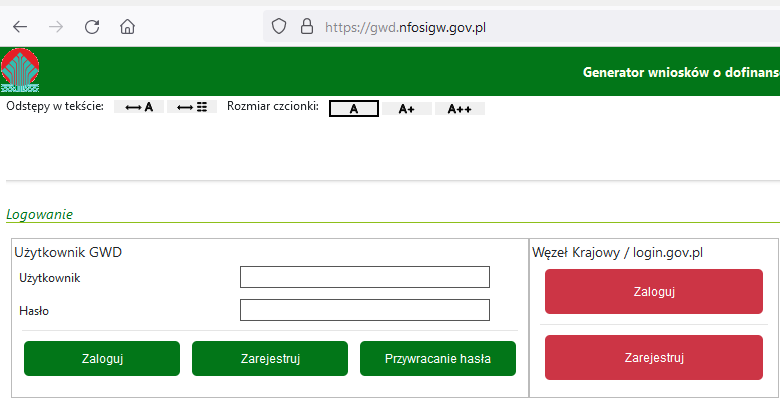 https://gwd.nfosigw.gov.pl
Generator wniosków o dofinans
Odstępy w tekście: A Rozmiar czcionki: A A+ A++
Logowanie
Użytkownik GWD
Użytkownik
Hasło
Zaloguj Zarejestruj Przywracanie hasła
Węzeł Krajowy / login.gov.pl
Zaloguj
Zarejestruj